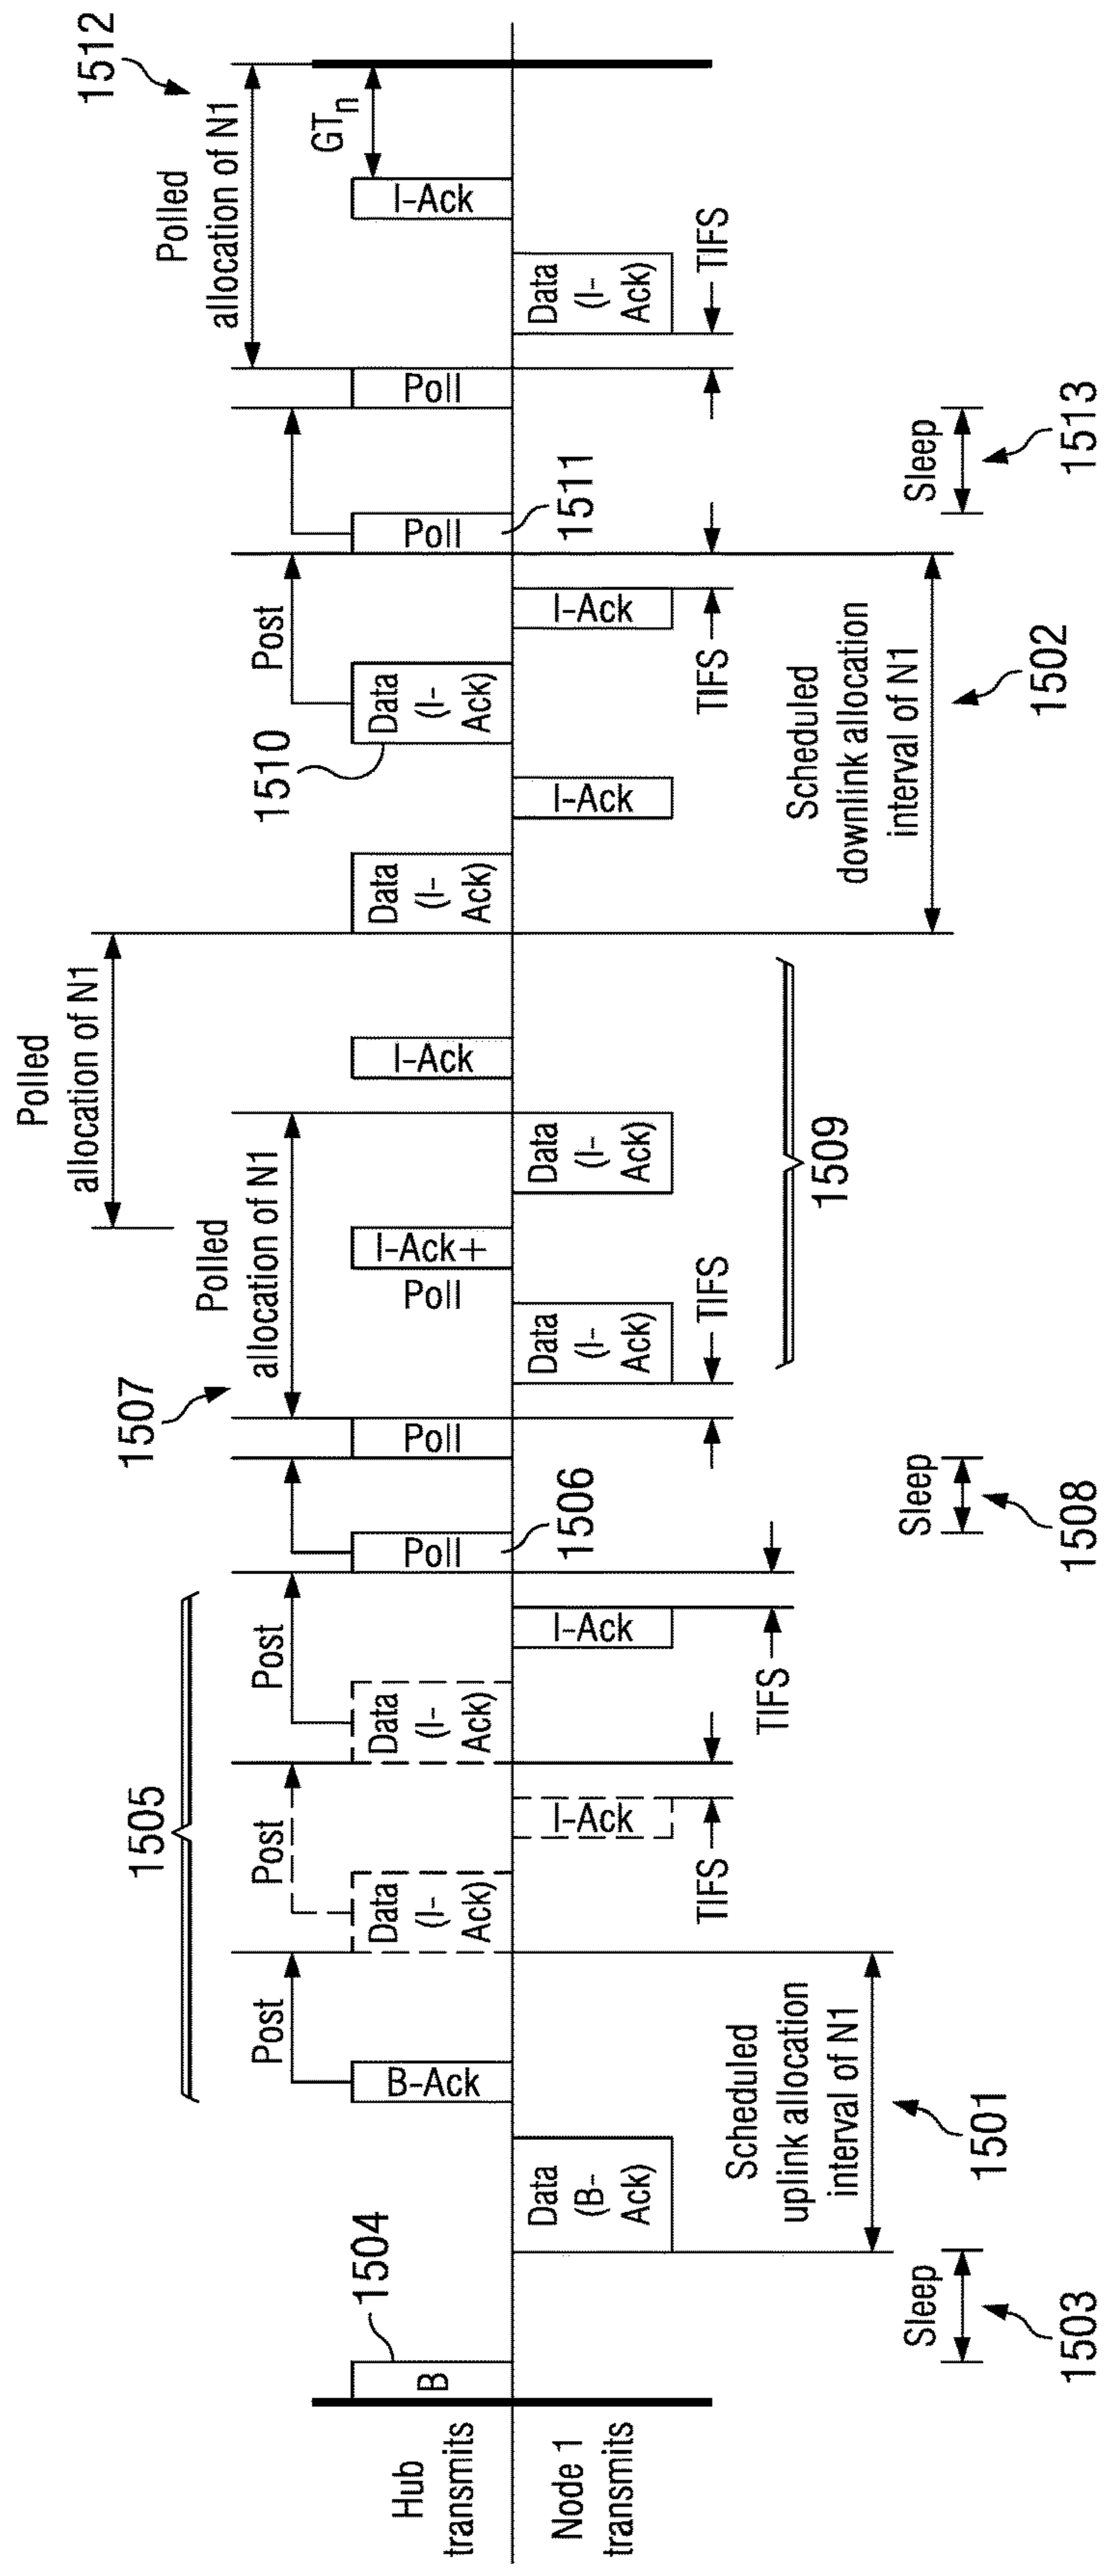 Hub
transmits
Node 1
transmits
B
1504
Sleep
1503
Data
(B-
Ack)
Scheduled
uplink allocation
interval of N1
1501
B-Ack
Post
1505
Data
(I-
Ack)
Post
I-Ack
TIFS
Data
(I-
Ack)
Post
I-Ack
TIFS
Poll
1506
Sleep
1508
Poll
1507
Polled
allocation of N1
TIFS
Data
(I-
Ack)
I-Ack+
Poll
Data
(I-
Ack)
1509
Polled
allocation of N1
I-Ack
Data
(I-
Ack)
I-Ack
1510
Data
(I-
Ack)
Post
I-Ack
TIFS
Scheduled
downlink allocation
interval of N1
1502
Poll
1511
Sleep
1513
Poll
TIFS
Data
(I-
Ack)
I-Ack
GTn
Polled
allocation of N1
1512